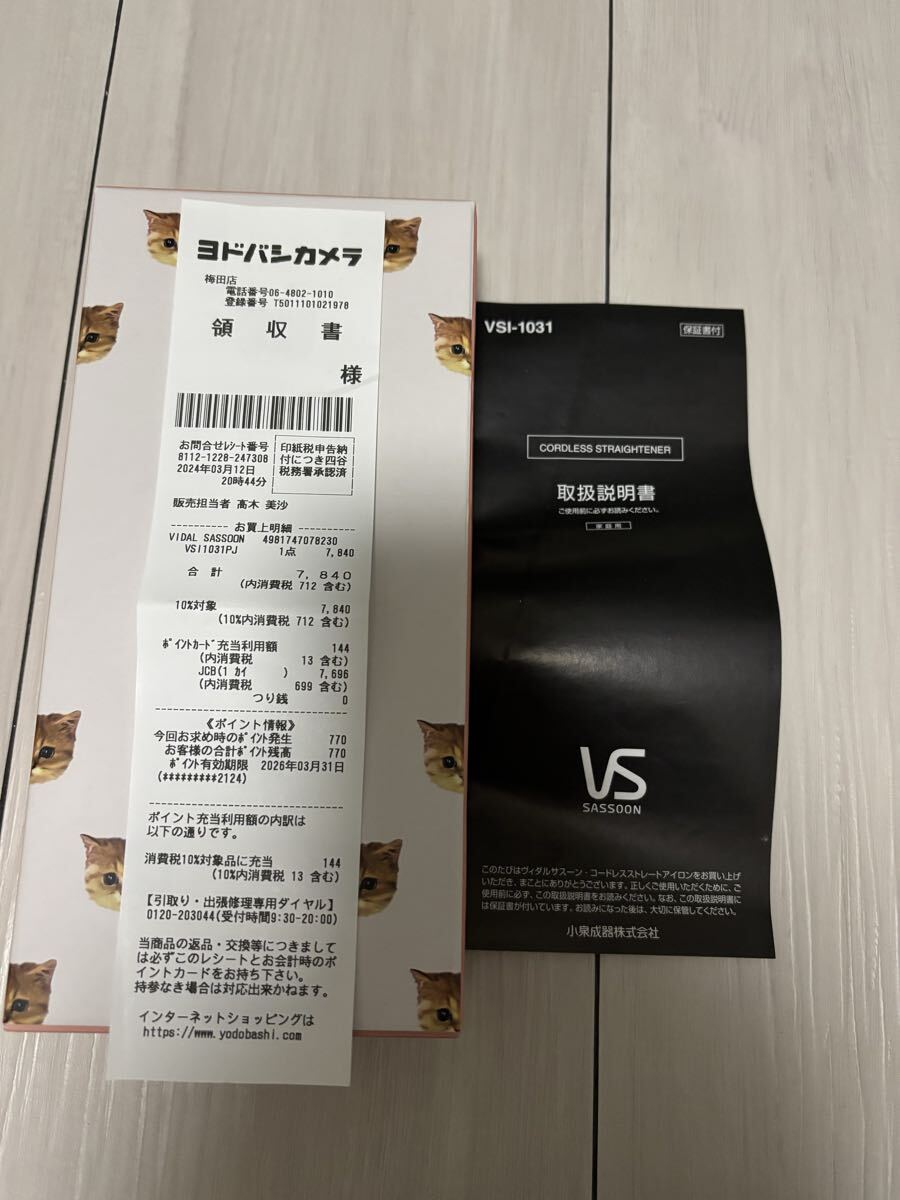 ヨドバシカメラ
梅田店
電話番号06-4802-1010
登録番号 T5011101021978
領 収 書
様
お問合せレシート番号
8112-1228-247308
2024年03月12日
20時44分
印紙税申告納
付につき四谷
税務署承認済
販売担当者 高木 美沙
---------- お買上明細 ----------
VIDAL SASSOON 4981747078230
VSI1031PJ 1点 7,840
合 計 7,840
(内消費税 712 含む)
10%対象 7,840
(10%内消費税 712 含む)
ポイントカード充当利用額 144
(内消費税 13 含む)
JCB(1 カイ ) 7,696
(内消費税 699 含む)
つり銭 0
《ポイント情報》
今回お求め時のポイント発生 770
お客様の合計ポイント残高 770
ポイント有効期限 2026年03月31日
(*********2124)
ポイント充当利用額の内訳は
以下の通りです。
消費税10%対象品に充当 144
(10%内消費税 13 含む)
【引取り・出張修理専用ダイヤル】
0120-203044(受付時間9:30-20:00)
当商品の返品・交換等につきまして
は必ずこのレシートとお会計時のポ
イントカードをお持ち下さい。
持参なき場合は対応出来かねます。
インターネットショッピングは
https://www.yodobashi.com
VSI-1031
保証書付
CORDLESS STRAIGHTENER
取扱説明書
ご使用前に必ずお読みください。
家庭用
VS
SASSOON
このたびはヴィダルサスーン・コードレスストレートアイロンをお買い上げ
いただき、まことにありがとうございます。正しくご使用いただくために、ご
使用前に必ず、この取扱説明書をお読みください。なお、この取扱説明書に
は保証書が付いています。お読みになった後は、大切に保管してください。
小泉成器株式会社